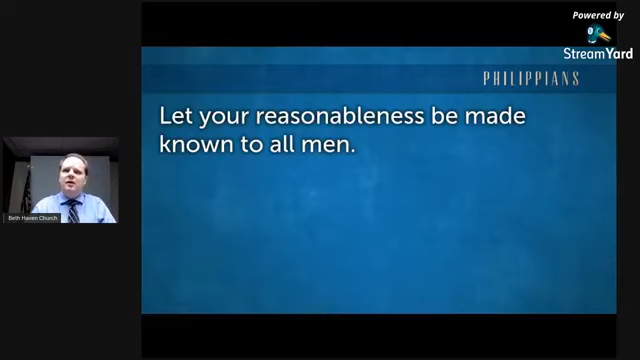 Powered by
StreamYard
PHILIPPIANS
Let your reasonableness be made
known to all men.
Beth Haven Church